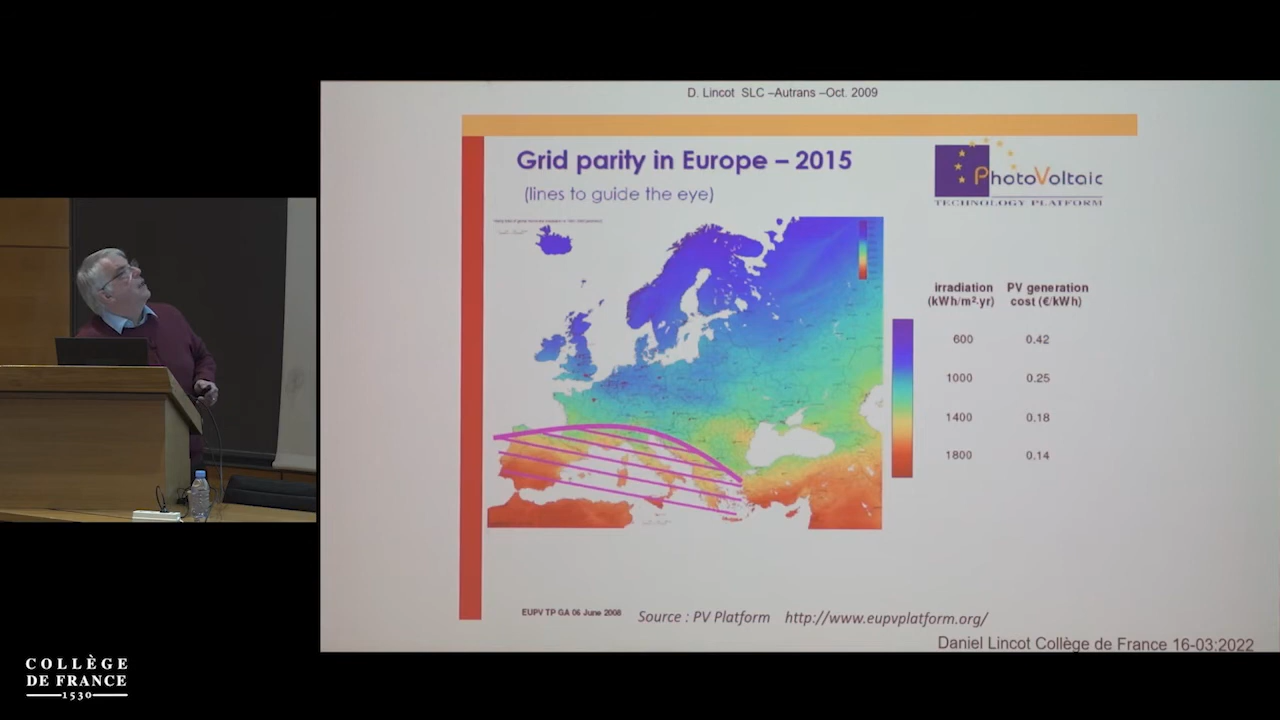 D. Lincot SLC –Autrans –Oct. 2009
Grid parity in Europe – 2015
(lines to guide the eye)
PhotoVoltaic
TECHNOLOGY PLATFORM
irradiation PV generation
(kWh/m²·yr) cost (€/kWh)
600 0.42
1000 0.25
1400 0.18
1800 0.14
EUPV TP GA 06 June 2008
Source : PV Platform http://www.eupvplatform.org/
Daniel Lincot Collège de France 16-03:2022
COLLÈGE
DE FRANCE
1530